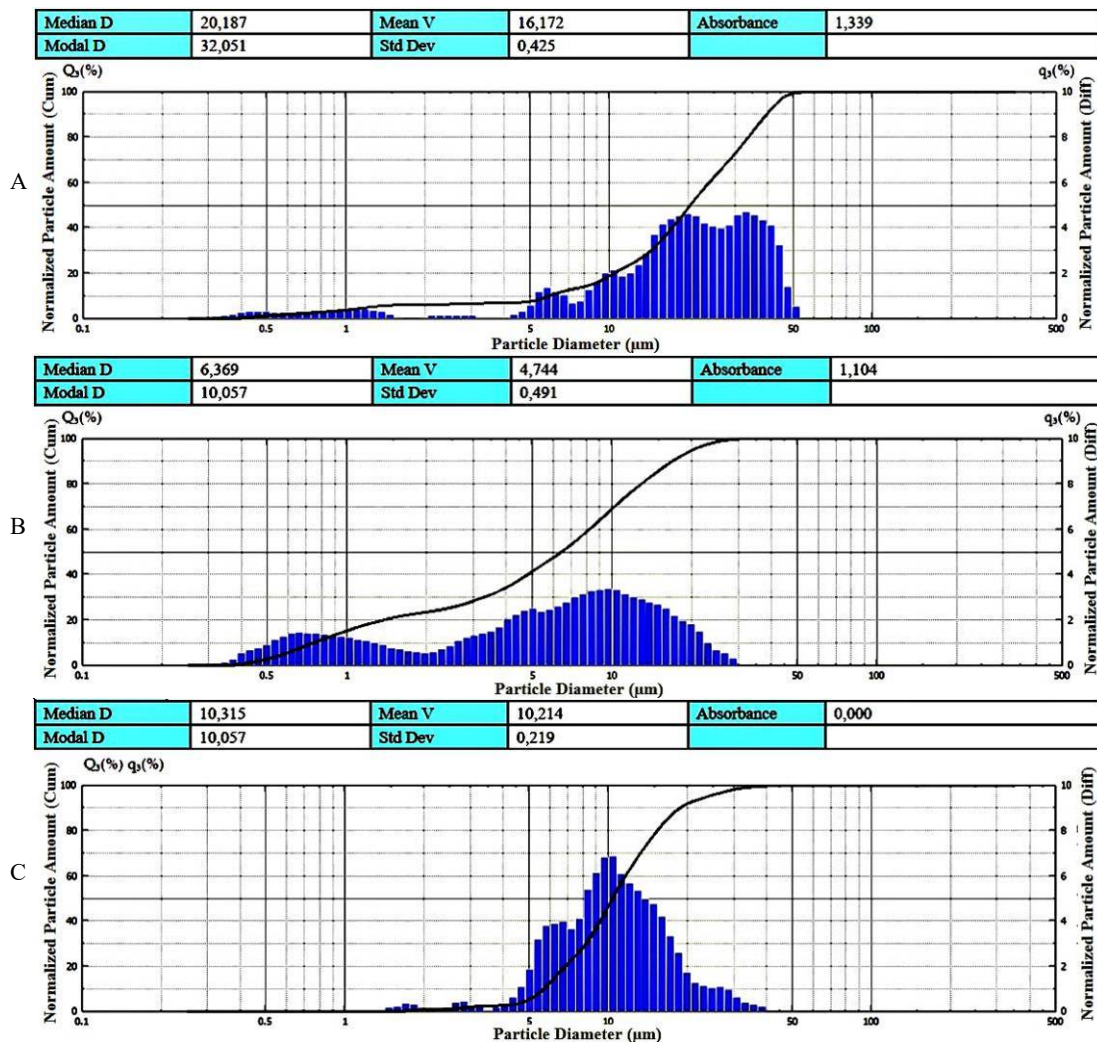 Median D 20,187 Mean V 16,172 Absorbance 1,339
Modal D 32,051 Std Dev 0,425
Q₃(%) q₃(%)
A
Normalized Particle Amount (Cum)
100
80
60
40
20
0
Normalized Particle Amount (Diff)
10
8
6
4
2
0
0.1 0.5 1 5 10 50 100 500
Particle Diameter (µm)
Median D 6,369 Mean V 4,744 Absorbance 1,104
Modal D 10,057 Std Dev 0,491
Q₃(%) q₃(%)
B
Normalized Particle Amount (Cum)
100
80
60
40
20
0
Normalized Particle Amount (Diff)
10
8
6
4
2
0
0.1 0.5 1 5 10 50 100 500
Particle Diameter (µm)
Median D 10,315 Mean V 10,214 Absorbance 0,000
Modal D 10,057 Std Dev 0,219
Q₃(%) q₃(%)
C
Normalized Particle Amount (Cum)
100
80
60
40
20
0
Normalized Particle Amount (Diff)
10
8
6
4
2
0
0.1 0.5 1 5 10 50 100 500
Particle Diameter (µm)